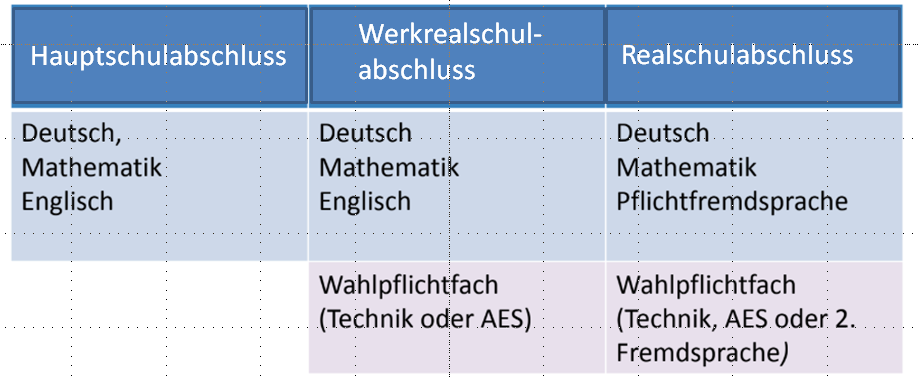 Hauptschulabschluss
Werkrealschul-
abschluss
Realschulabschluss
Deutsch,
Mathematik
Englisch
Deutsch
Mathematik
Englisch
Deutsch
Mathematik
Pflichtfremdsprache
Wahlpflichtfach
(Technik oder AES)
Wahlpflichtfach
(Technik, AES oder 2.
Fremdsprache)